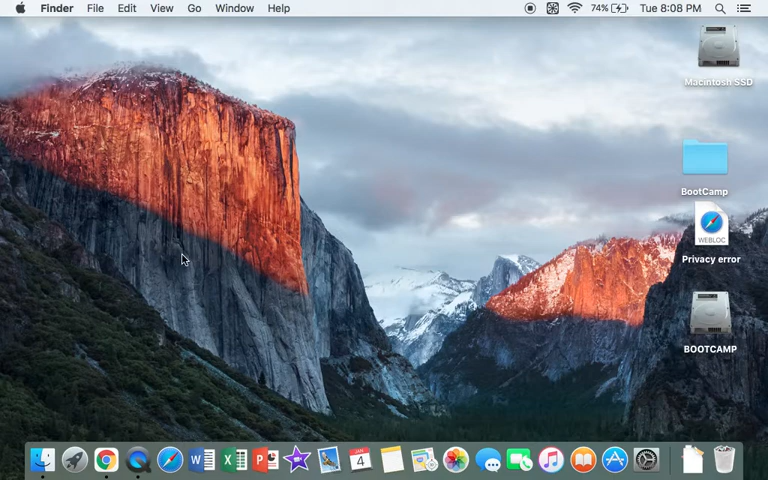 Finder File Edit View Go Window Help 74% Tue 8:08 PM
Macintosh SSD
BootCamp
WEBLOC
Privacy error
BOOTCAMP
W X P JAN
4